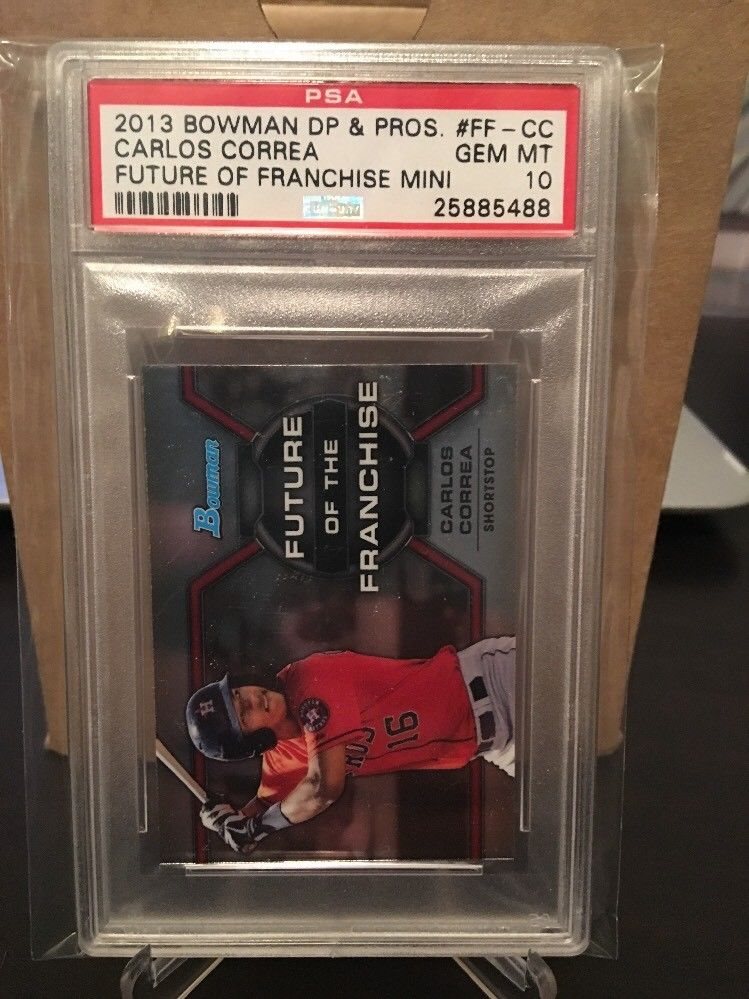 PSA
2013 BOWMAN DP & PROS. #FF-CC
CARLOS CORREA GEM MT
FUTURE OF FRANCHISE MINI 10
25885488
Bowman
FUTURE
OF THE
FRANCHISE
CARLOS
CORREA
SHORTSTOP
H
ROS
16